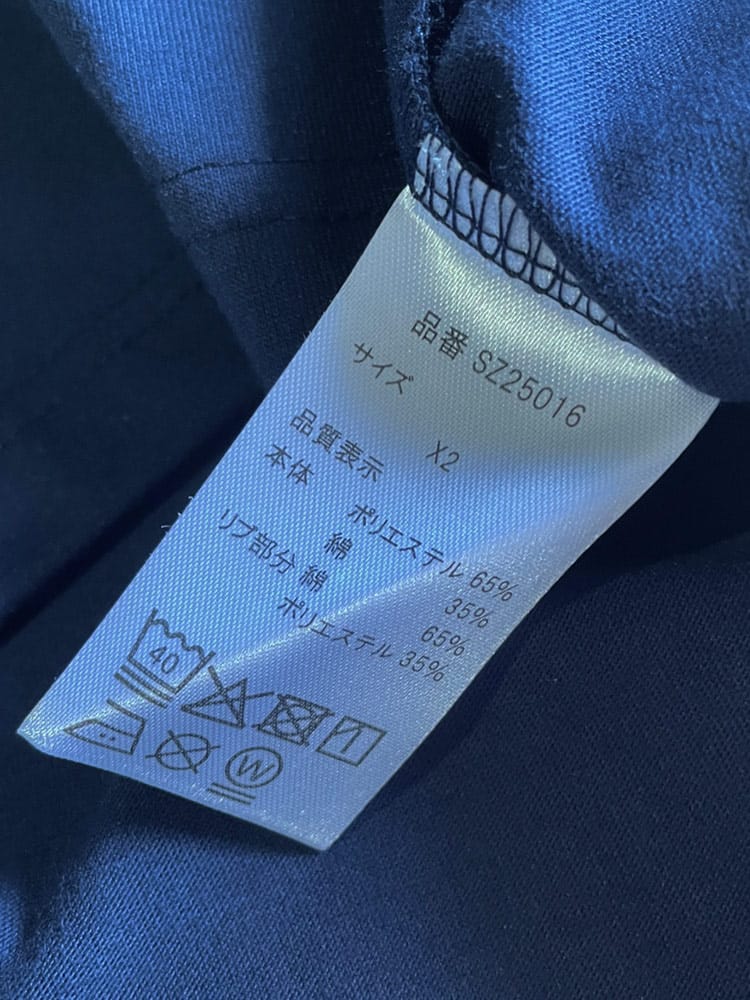 品番 SZ25016
サイズ
X2
品質表示
本体 ポリエステル 65%
綿 35%
リブ部分 綿 65%
ポリエステル 35%
40
W